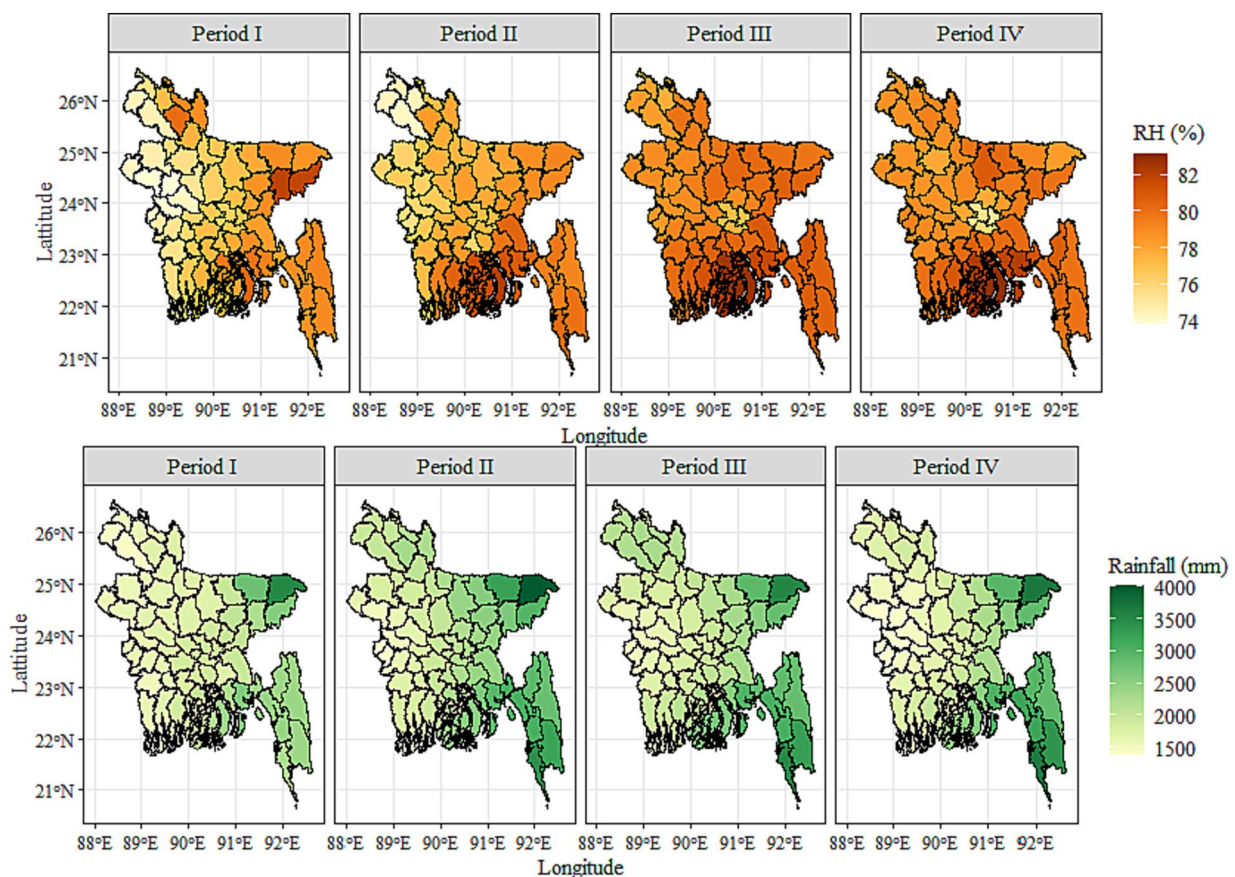 Period I Period II Period III Period IV
26°N
25°N
24°N
23°N
22°N
21°N
Lattitude
RH (%)
82
80
78
76
74
88°E 89°E 90°E 91°E 92°E 88°E 89°E 90°E 91°E 92°E 88°E 89°E 90°E 91°E 92°E 88°E 89°E 90°E 91°E 92°E
Longitude
Period I Period II Period III Period IV
26°N
25°N
24°N
23°N
22°N
21°N
Lattitude
Rainfall (mm)
4000
3500
3000
2500
2000
1500
88°E 89°E 90°E 91°E 92°E 88°E 89°E 90°E 91°E 92°E 88°E 89°E 90°E 91°E 92°E 88°E 89°E 90°E 91°E 92°E
Longitude